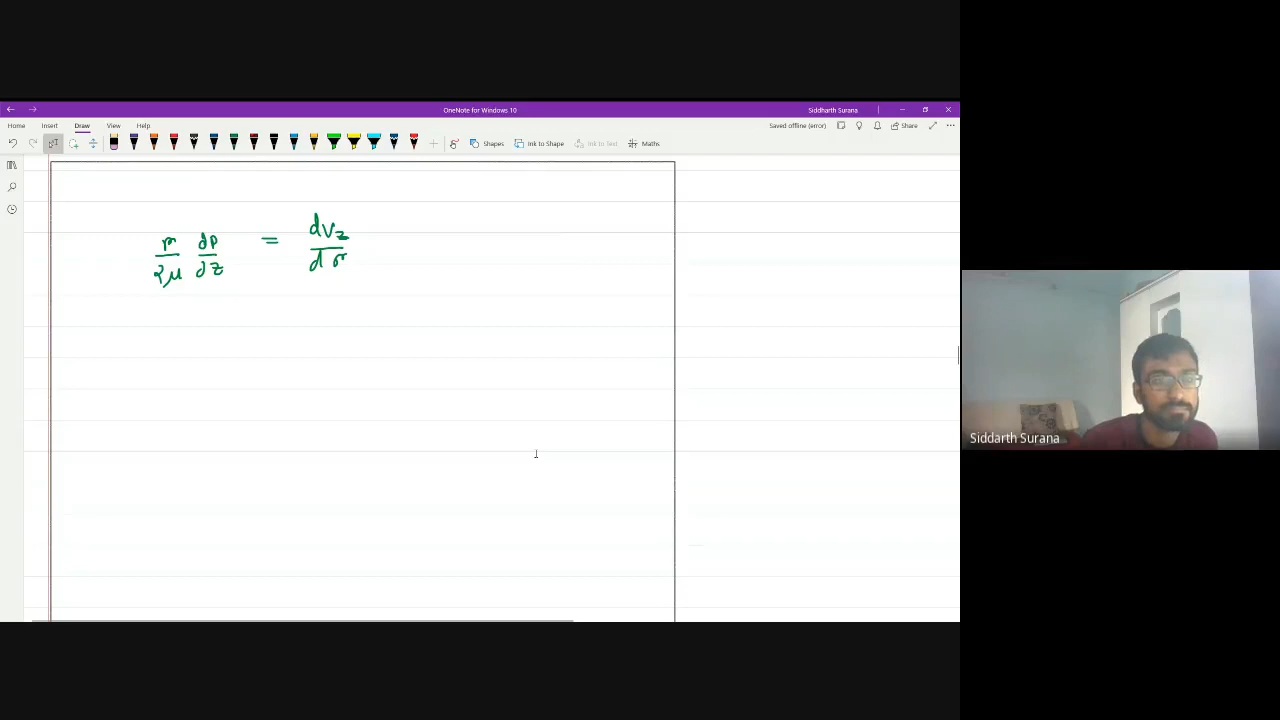 OneNote for Windows 10
Siddharth Surana
Home Insert Draw View Help
Saved offline (error)
Share
Shapes
Ink to Shape
Ink to Text
Maths
r/2μ dP/dz = dv_z/dr
Siddarth Surana